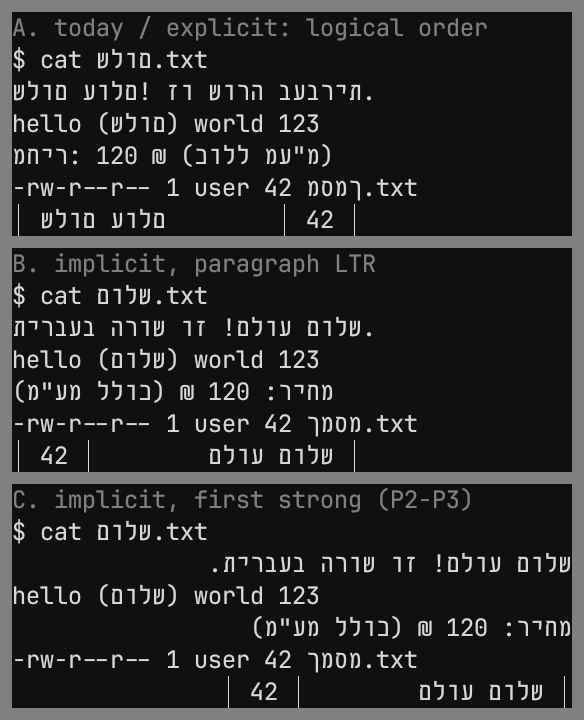 A. today / explicit: logical order
$ cat םולש.txt
תירבעב הרוש וז !םלוע םולש.
hello (םולש) world 123
(מ"עמ ללוכ) ₪ 120 :ריחמ
-rw-r--r-- 1 user 42 ךמסמ.txt
│ םלוע םולש │ 42 │
B. implicit, paragraph LTR
$ cat שלום.txt
שלום עולם! זו שורה בעברית.
hello (שלום) world 123
מחיר: 120 ₪ (כולל מע"מ)
-rw-r--r-- 1 user 42 מסמך.txt
│ שלום עולם │ 42 │
C. implicit, first strong (P2-P3)
$ cat שלום.txt
שלום עולם! זו שורה בעברית.
hello (שלום) world 123
מחיר: 120 ₪ (כולל מע"מ)
-rw-r--r-- 1 user 42 מסמך.txt
│ שלום עולם │ 42 │